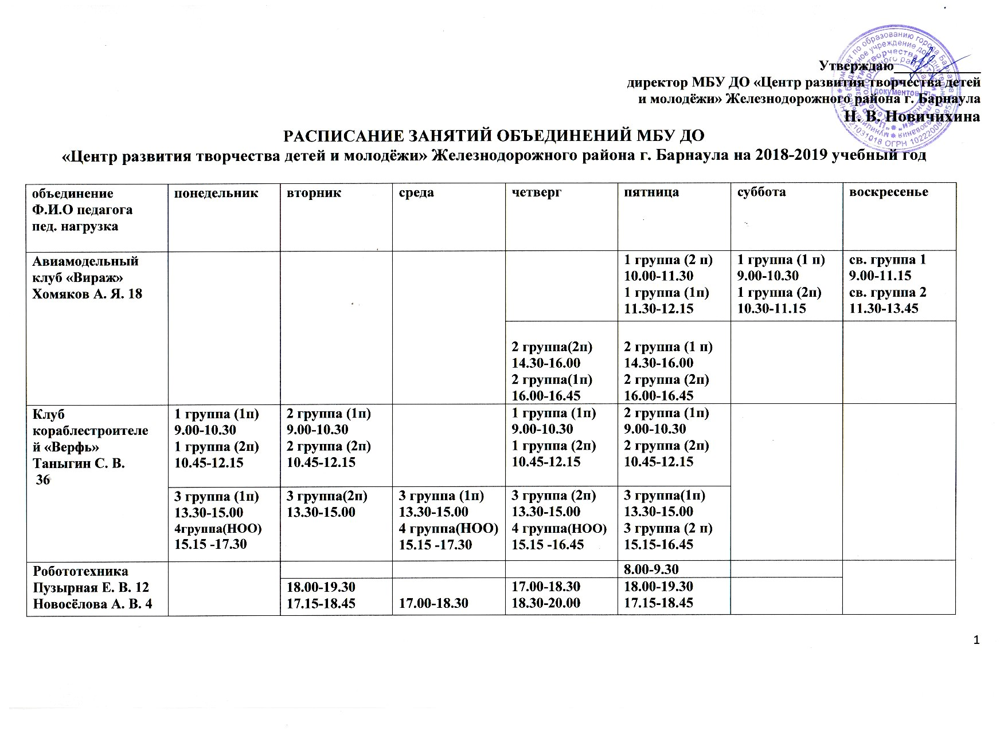 Утверждаю____________
директор МБУ ДО «Центр развития творчества детей
и молодёжи» Железнодорожного района г. Барнаула
Н. В. Новичихина
документов
РАСПИСАНИЕ ЗАНЯТИЙ ОБЪЕДИНЕНИЙ МБУ ДО
«Центр развития творчества детей и молодёжи» Железнодорожного района г. Барнаула на 2018-2019 учебный год
объединение
Ф.И.О педагога
пед. нагрузка
понедельник
вторник
среда
четверг
пятница
суббота
воскресенье
Авиамодельный
клуб «Вираж»
Хомяков А. Я. 18
1 группа (2 п)
10.00-11.30
1 группа (1п)
11.30-12.15
1 группа (1 п)
9.00-10.30
1 группа (2п)
10.30-11.15
св. группа 1
9.00-11.15
св. группа 2
11.30-13.45
2 группа(2п)
14.30-16.00
2 группа(1п)
16.00-16.45
2 группа (1 п)
14.30-16.00
2 группа (2п)
16.00-16.45
Клуб
кораблестроителе
й «Верфь»
Таныгин С. В.
36
1 группа (1п)
9.00-10.30
1 группа (2п)
10.45-12.15
2 группа (1п)
9.00-10.30
2 группа (2п)
10.45-12.15
1 группа (1п)
9.00-10.30
1 группа (2п)
10.45-12.15
2 группа (1п)
9.00-10.30
2 группа (2п)
10.45-12.15
3 группа (1п)
13.30-15.00
4группа(НОО)
15.15 -17.30
3 группа(2п)
13.30-15.00
3 группа (1п)
13.30-15.00
4 группа(НОО)
15.15 -17.30
3 группа (2п)
13.30-15.00
4 группа(НОО)
15.15 -16.45
3 группа(1п)
13.30-15.00
3 группа (2 п)
15.15-16.45
Робототехника
Пузырная Е. В. 12
Новосёлова А. В. 4
8.00-9.30
18.00-19.30
17.15-18.45
17.00-18.30
17.00-18.30
18.30-20.00
18.00-19.30
17.15-18.45
1